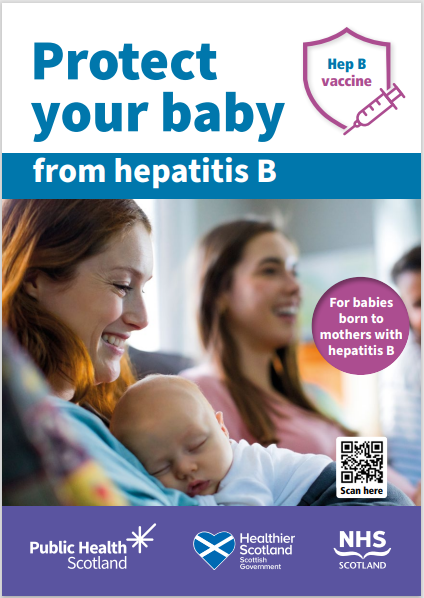 Protect
your baby
Hep B
vaccine
from hepatitis B
For babies
born to
mothers with
hepatitis B
Scan here
Public Health
Scotland
Healthier
Scotland
Scottish
Government
NHS
SCOTLAND